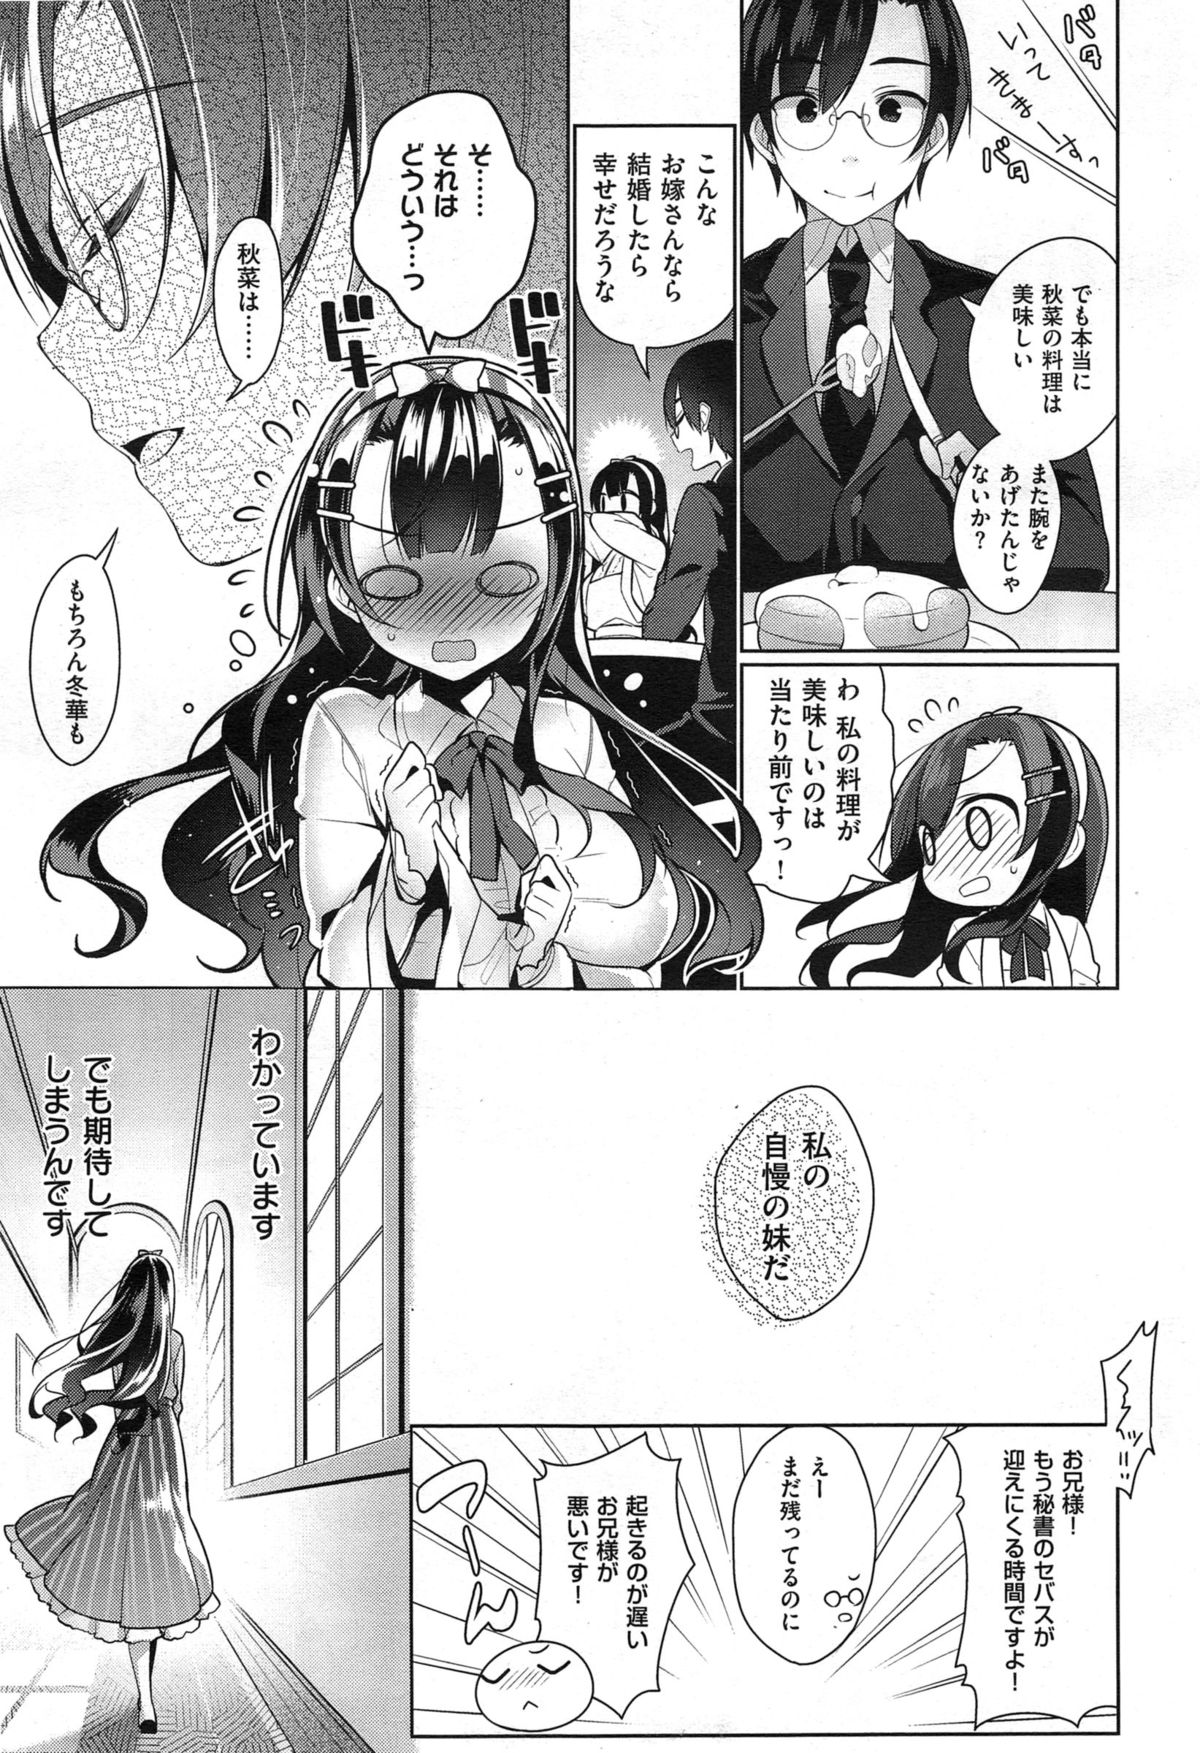 バタ
いって
きまーすっ
バタ
でも本当に
秋菜の料理は
美味しい
また腕を
あげたんじゃ
ないか？
わ 私の料理が
美味しいのは
当たり前ですっ！
こんな
お嫁さんなら
結婚したら
幸せだろうな
そ……
それは
どういう…っ
ドキ
ドキ
秋菜は……
もちろん冬華も
私の
自慢の妹だ
お兄様！
もう秘書のセバスが
迎えにくる時間ですよ！
えー
まだ残ってるのに
起きるのが遅い
お兄様が
悪いです！
つーーん
わかっています
でも期待して
しまうんです